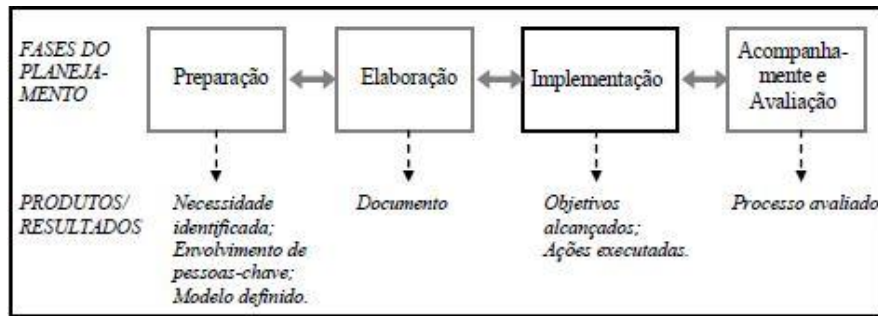 FASES DO
PLANEJA-
MENTO
Preparação
Elaboração
Implementação
Acompanha-
mente e
Avaliação
PRODUTOS/
RESULTADOS
Necessidade
identificada;
Envolvimento de
pessoas-chave;
Modelo definido.
Documento
Objetivos
alcançados;
Ações executadas.
Processo avaliado